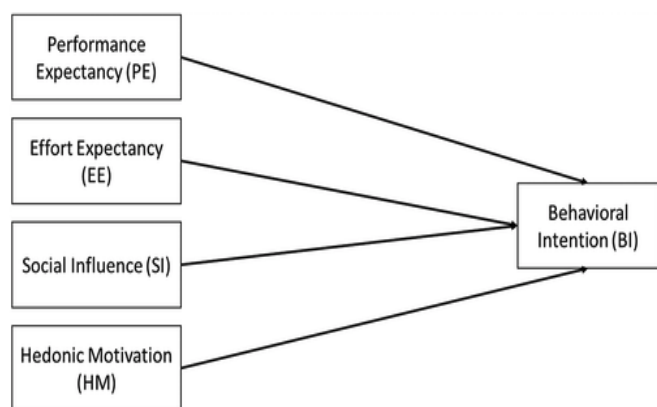 Performance
Expectancy (PE)
Effort Expectancy
(EE)
Social Influence (SI)
Hedonic Motivation
(HM)
Behavioral
Intention (BI)